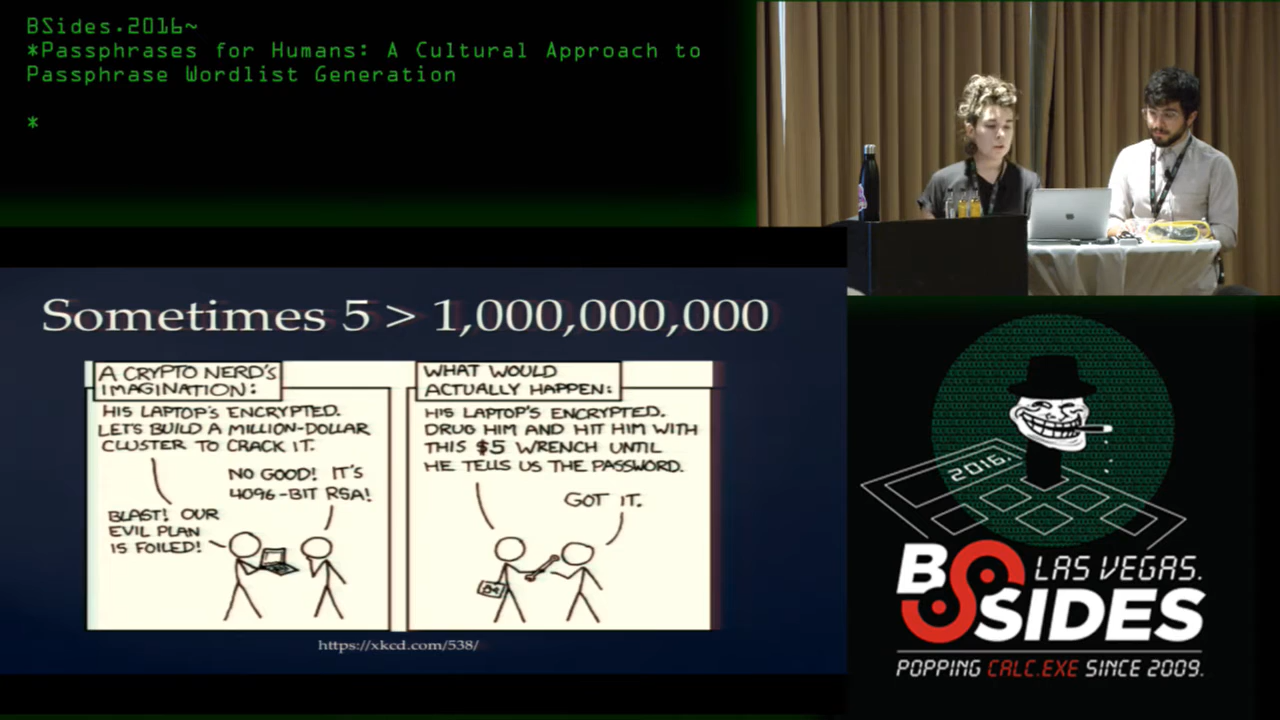 BSides.2016~
*Passphrases for Humans: A Cultural Approach to
Passphrase Wordlist Generation
*
Sometimes 5 > 1,000,000,000
A CRYPTO NERD'S
IMAGINATION:
HIS LAPTOP'S ENCRYPTED.
LET'S BUILD A MILLION-DOLLAR
CLUSTER TO CRACK IT.
NO GOOD! IT'S
4096-BIT RSA!
BLAST! OUR
EVIL PLAN
IS FOILED!
WHAT WOULD
ACTUALLY HAPPEN:
HIS LAPTOP'S ENCRYPTED.
DRUG HIM AND HIT HIM WITH
THIS $5 WRENCH UNTIL
HE TELLS US THE PASSWORD.
GOT IT.
https://xkcd.com/538/
2016.
BSIDES
LAS VEGAS.
POPPING CALC.EXE SINCE 2009.